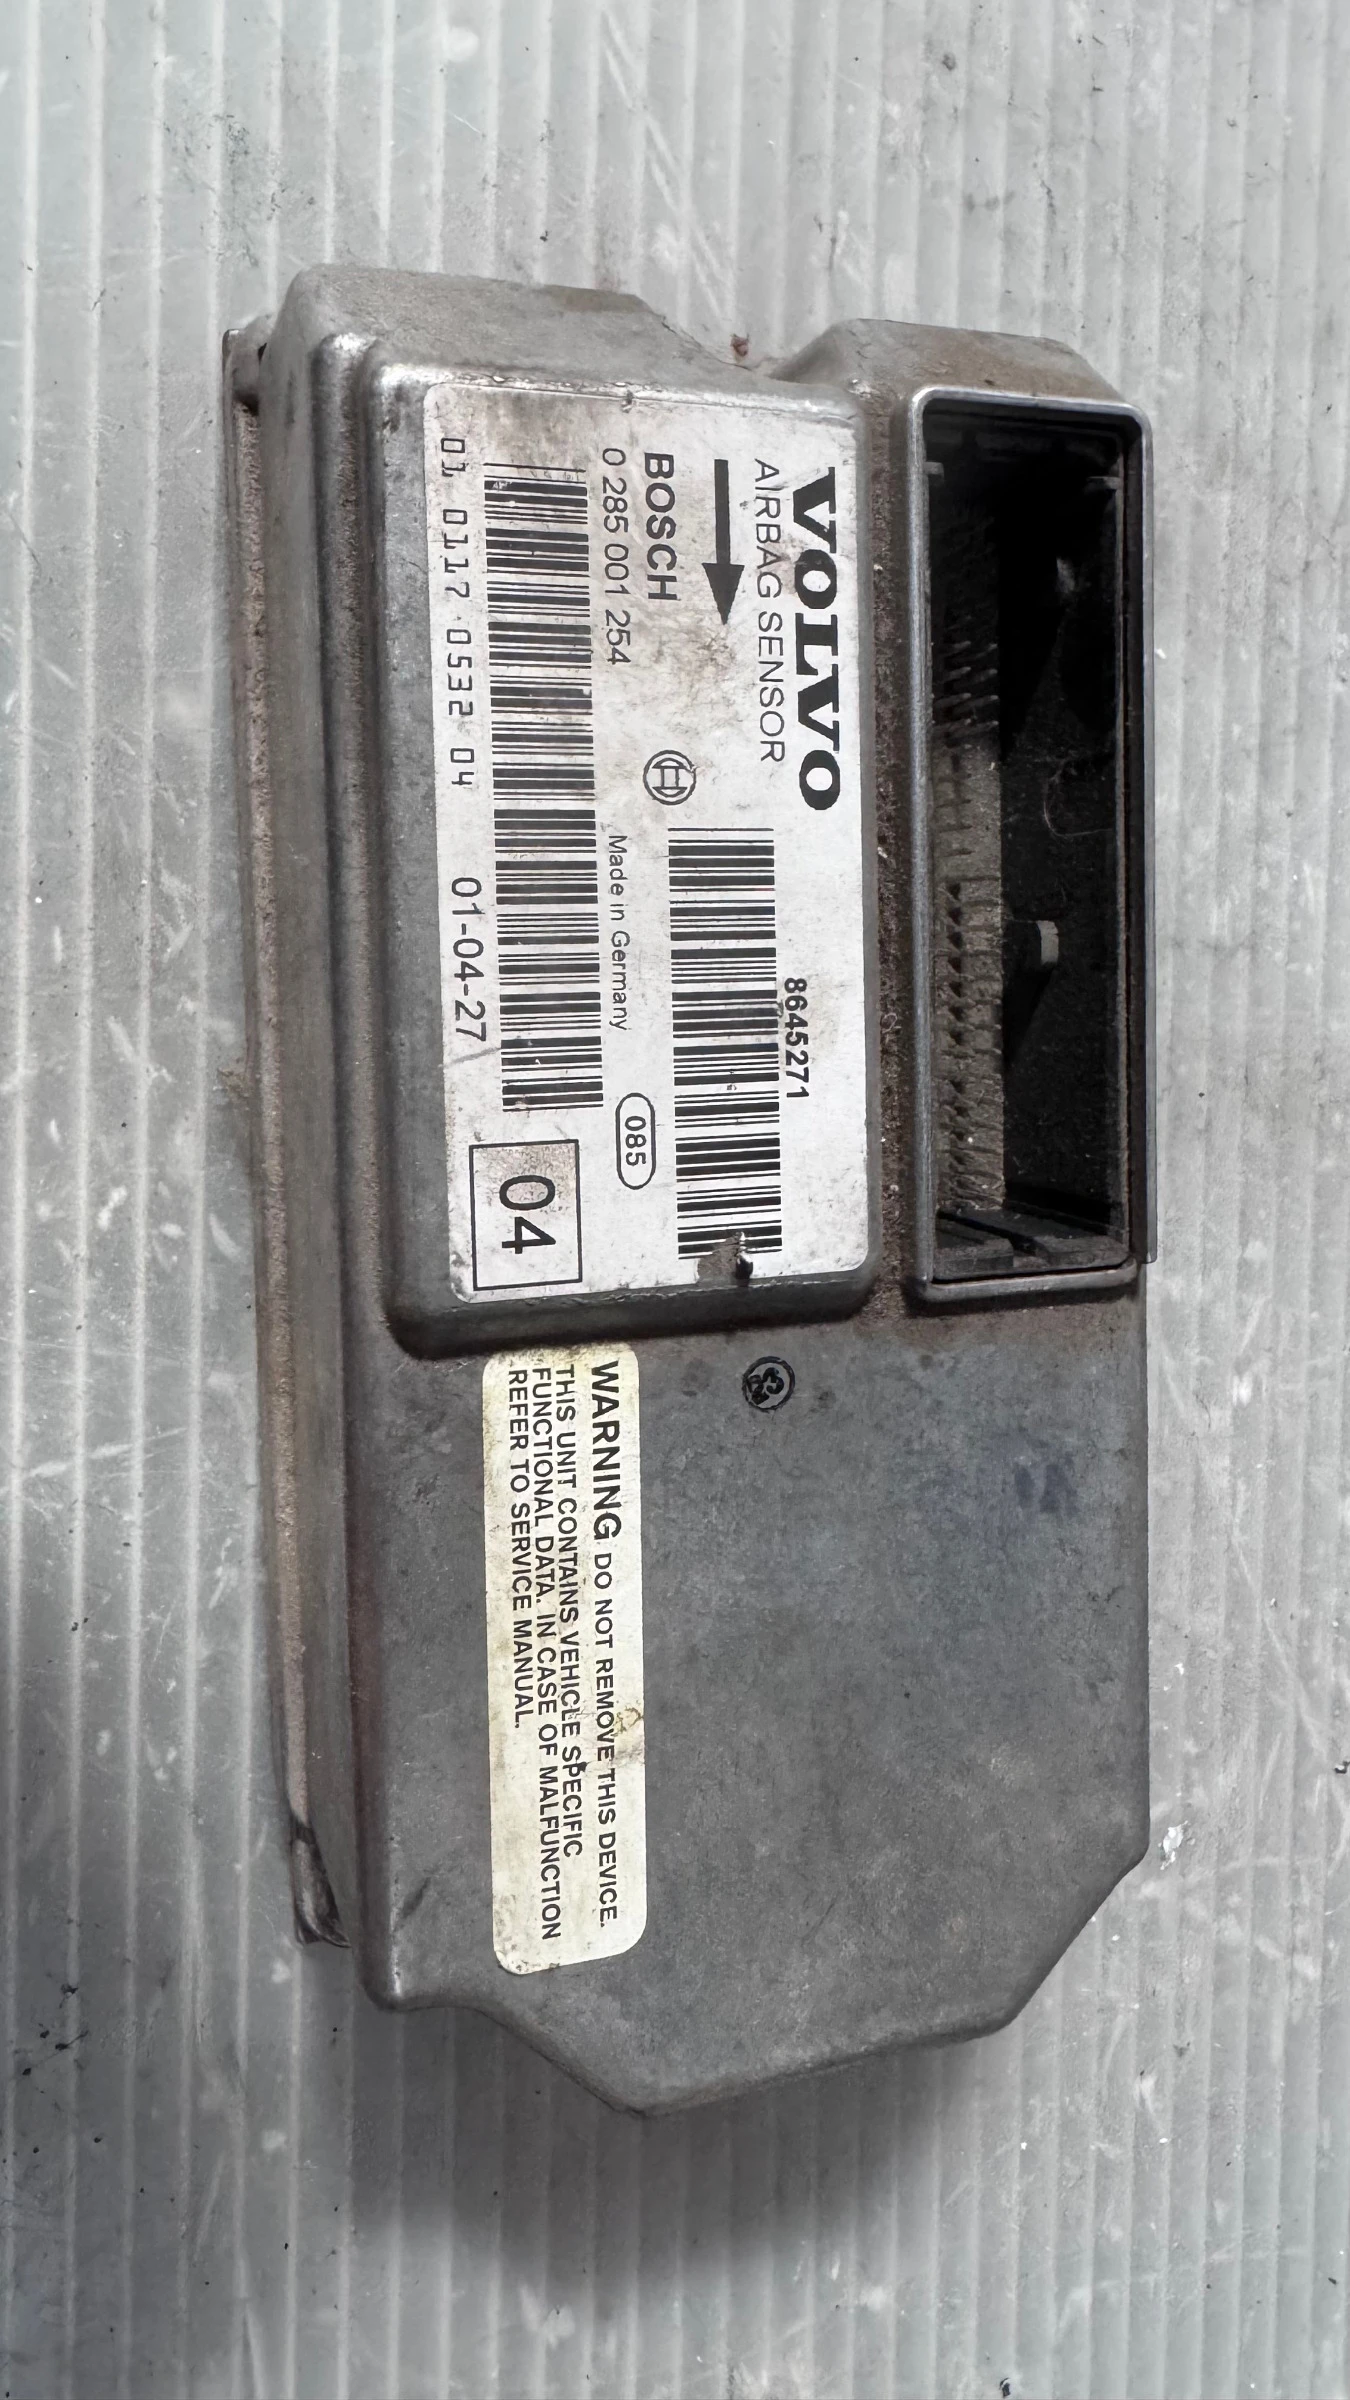 VOLVO
AIRBAG SENSOR
8645271
BOSCH
0 285 001 254
Made in Germany
085
01 0117 0532 04
01-04-27
04
WARNING DO NOT REMOVE THIS DEVICE.
THIS UNIT CONTAINS VEHICLE SPECIFIC
FUNCTIONAL DATA. IN CASE OF MALFUNCTION
REFER TO SERVICE MANUAL.